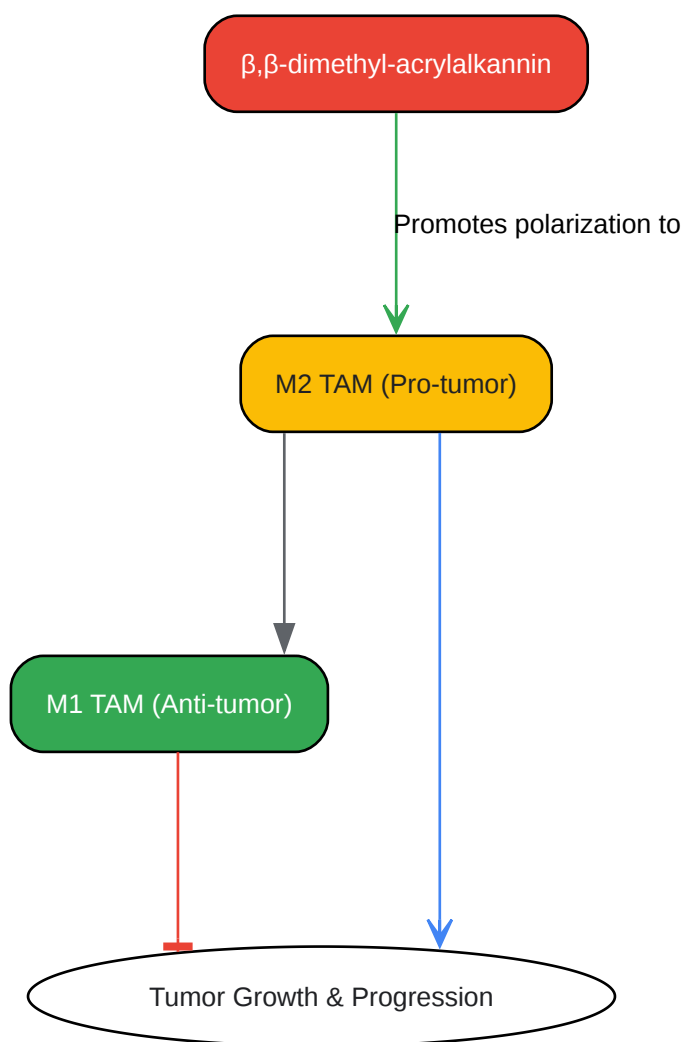 β,β-dimethyl-acrylalkannin
Promotes polarization to
M2 TAM (Pro-tumor)
M1 TAM (Anti-tumor)
Tumor Growth & Progression